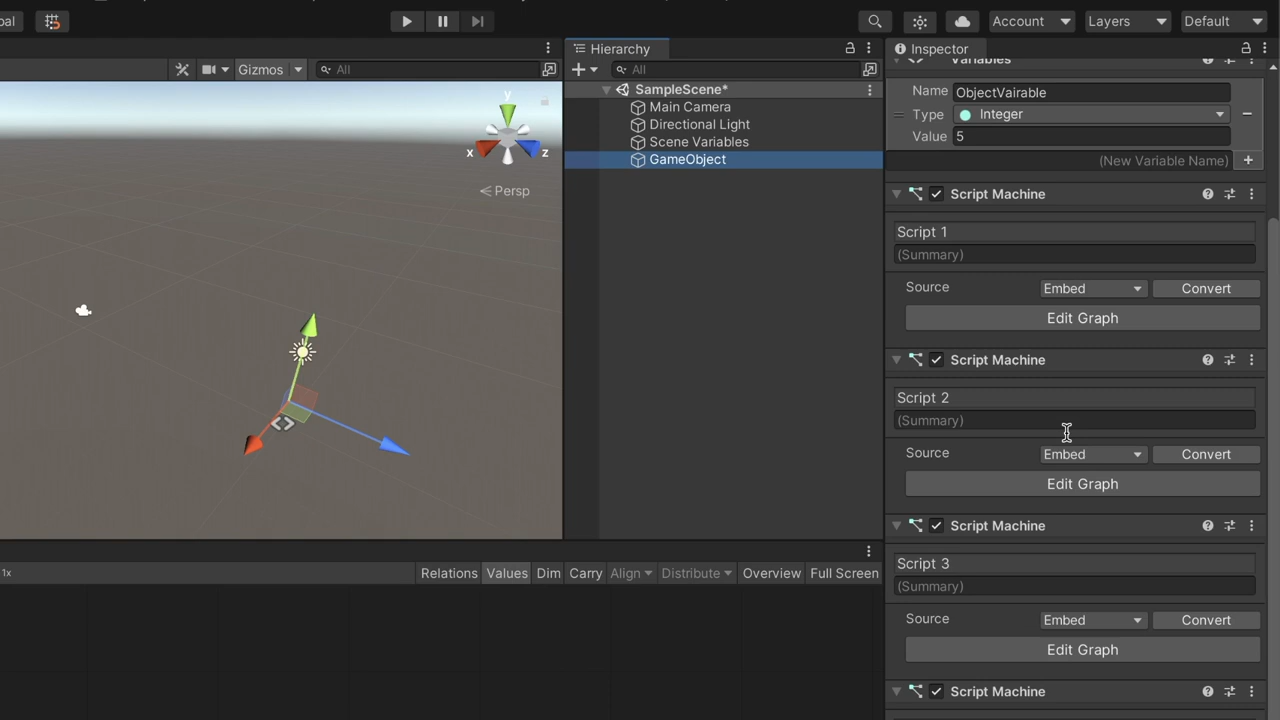 bal
Account
Layers
Default
Gizmos
All
Hierarchy
All
SampleScene*
Main Camera
Directional Light
Scene Variables
GameObject
y
x
z
Persp
Inspector
Variables
Name ObjectVairable
Type Integer
Value 5
(New Variable Name)
Script Machine
Script 1
(Summary)
Source Embed Convert
Edit Graph
Script Machine
Script 2
(Summary)
Source Embed Convert
Edit Graph
Script Machine
Script 3
(Summary)
Source Embed Convert
Edit Graph
Script Machine
1x
Relations Values Dim Carry Align Distribute Overview Full Screen